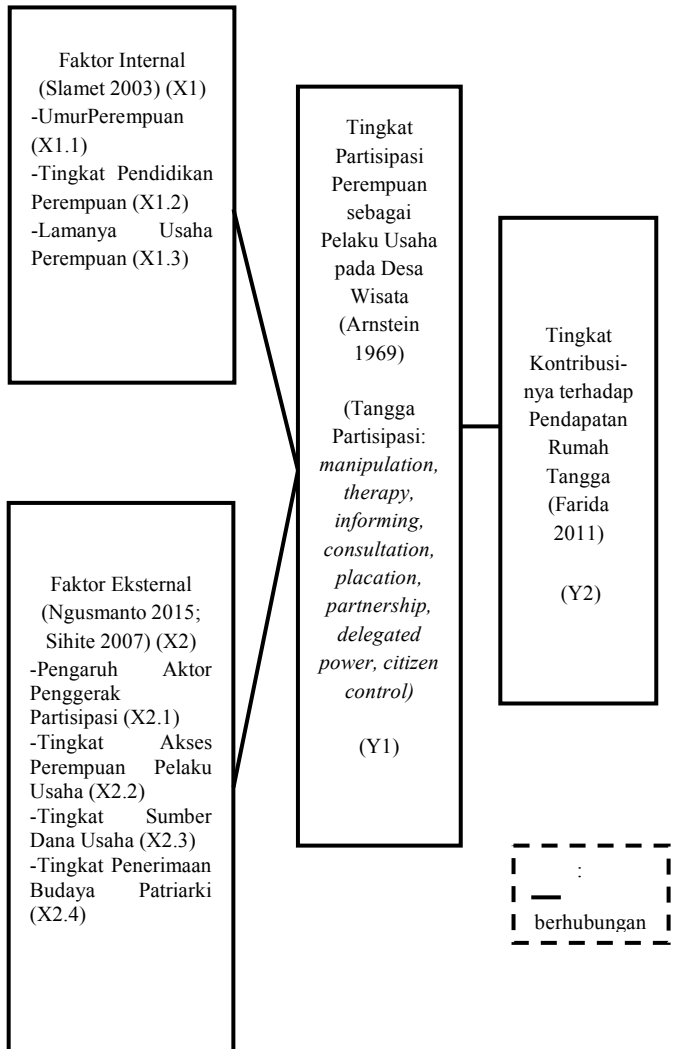 Faktor Internal
(Slamet 2003) (X1)
-UmurPerempuan
(X1.1)
-Tingkat Pendidikan
Perempuan (X1.2)
-Lamanya Usaha
Perempuan (X1.3)
Faktor Eksternal
(Ngusmanto 2015;
Sihite 2007) (X2)
-Pengaruh Aktor
Penggerak
Partisipasi (X2.1)
-Tingkat Akses
Perempuan Pelaku
Usaha (X2.2)
-Tingkat Sumber
Dana Usaha (X2.3)
-Tingkat Penerimaan
Budaya Patriarki
(X2.4)
Tingkat
Partisipasi
Perempuan
sebagai
Pelaku Usaha
pada Desa
Wisata
(Arnstein
1969)
(Tangga
Partisipasi:
manipulation,
therapy,
informing,
consultation,
placation,
partnership,
delegated
power, citizen
control)
(Y1)
Tingkat
Kontribusi-
nya terhadap
Pendapatan
Rumah
Tangga
(Farida
2011)
(Y2)
:
berhubungan